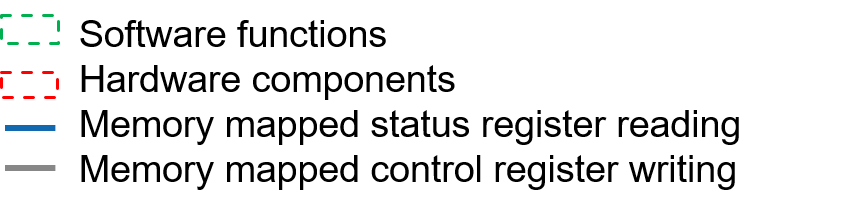 Software functions
Hardware components
Memory mapped status register reading
Memory mapped control register writing